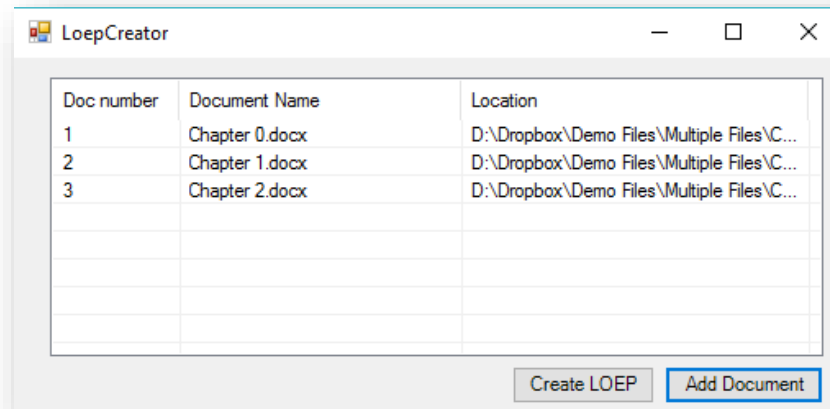 LoepCreator
Doc number Document Name Location
1 Chapter 0.docx D:\Dropbox\Demo Files\Multiple Files\C...
2 Chapter 1.docx D:\Dropbox\Demo Files\Multiple Files\C...
3 Chapter 2.docx D:\Dropbox\Demo Files\Multiple Files\C...
Create LOEP Add Document